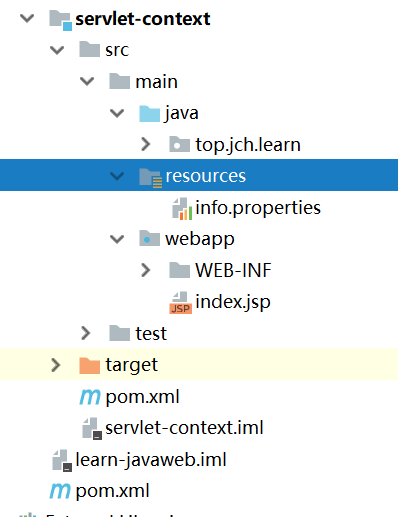 servlet-context
src
main
java
top.jch.learn
resources
info.properties
webapp
WEB-INF
JSP index.jsp
test
target
m pom.xml
servlet-context.iml
learn-javaweb.iml
m pom.xml